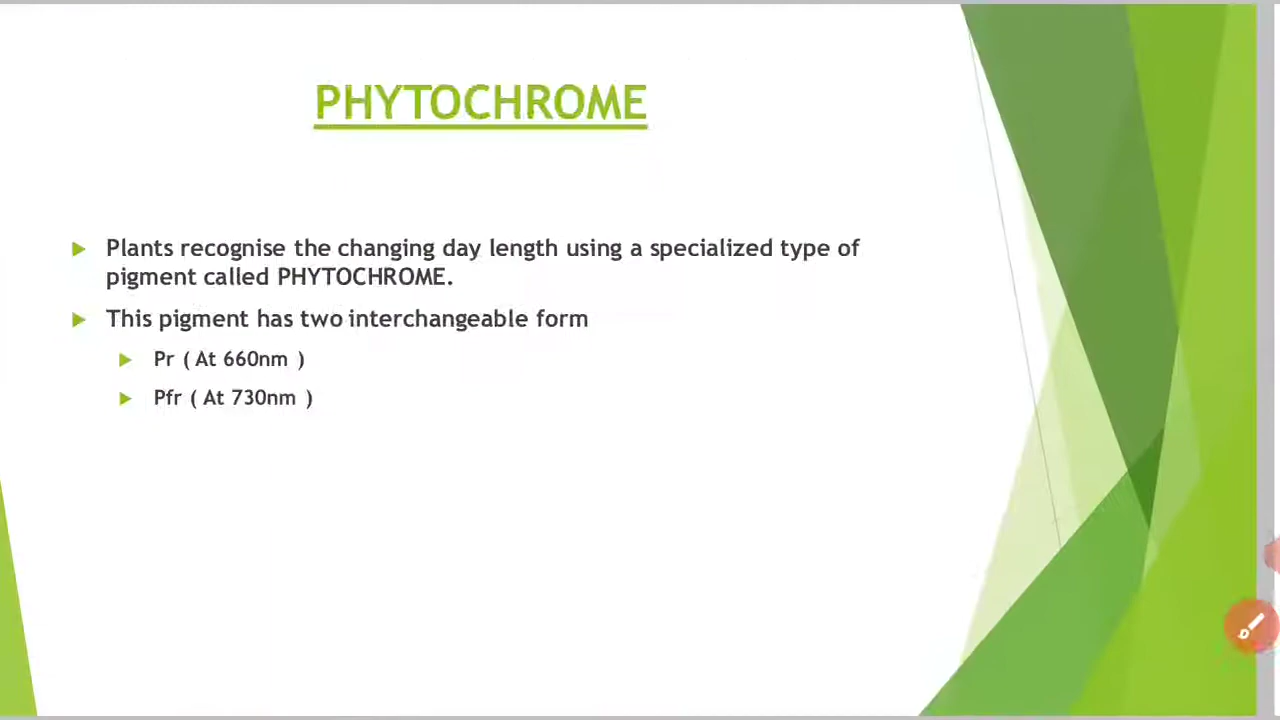 PHYTOCHROME
Plants recognise the changing day length using a specialized type of
pigment called PHYTOCHROME.
This pigment has two interchangeable form
Pr ( At 660nm )
Pfr ( At 730nm )